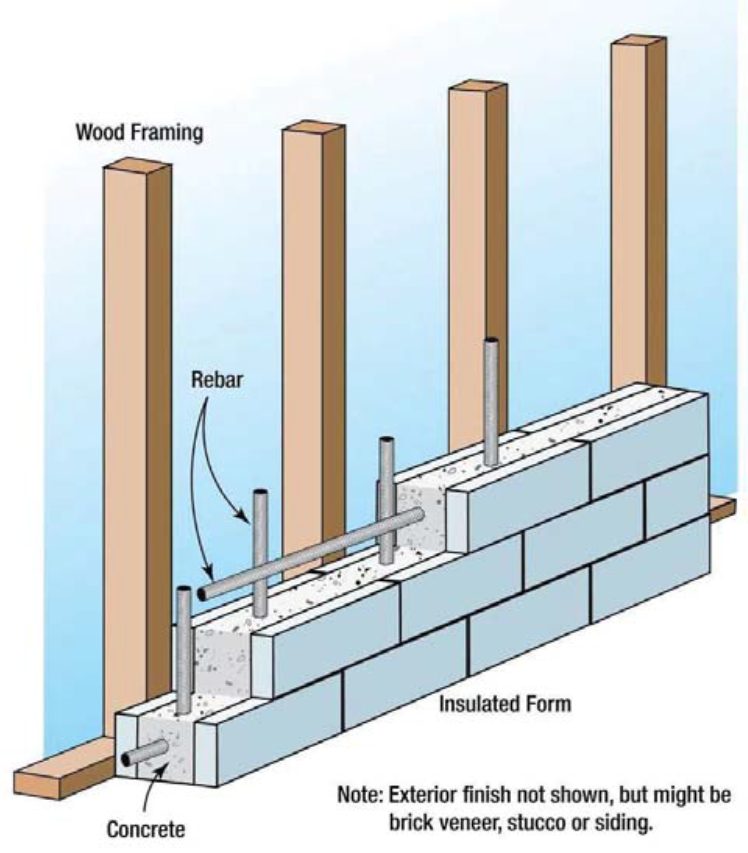 Wood Framing
Rebar
Insulated Form
Note: Exterior finish not shown, but might be
brick veneer, stucco or siding.
Concrete